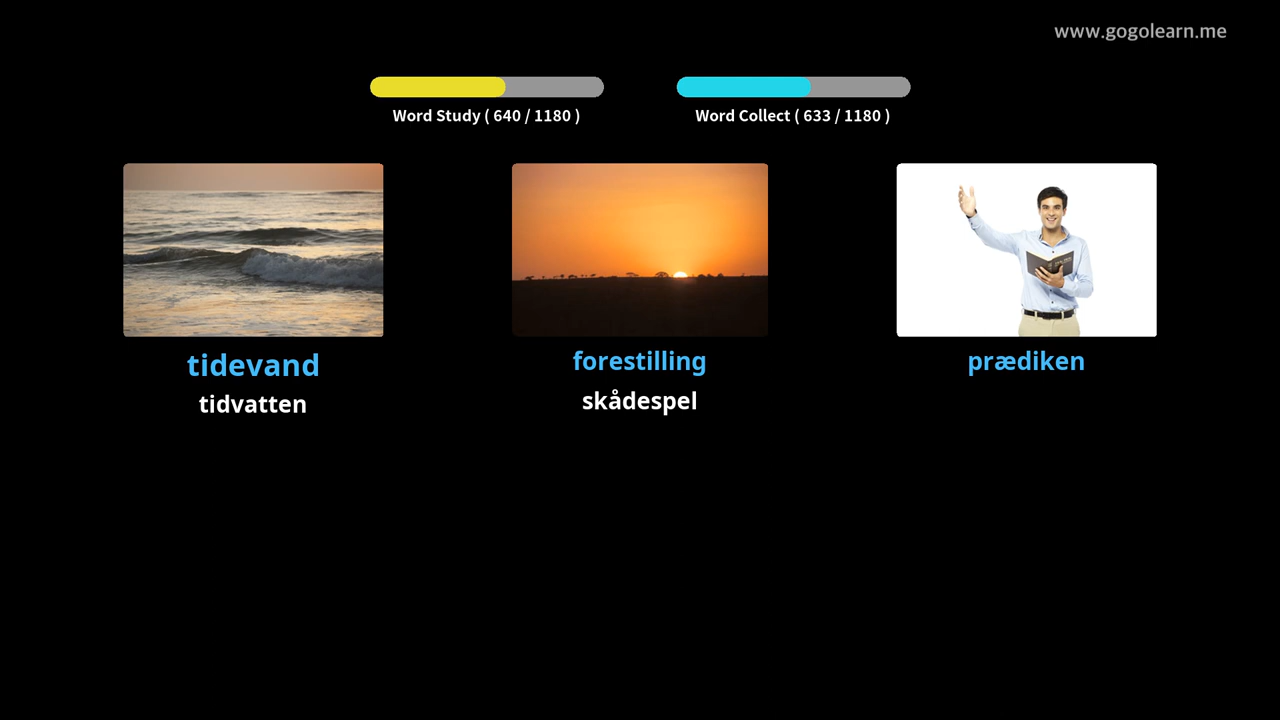 www.gogolearn.me
Word Study ( 640 / 1180 )
Word Collect ( 633 / 1180 )
tidevand
tidvatten
forestilling
skådespel
prædiken